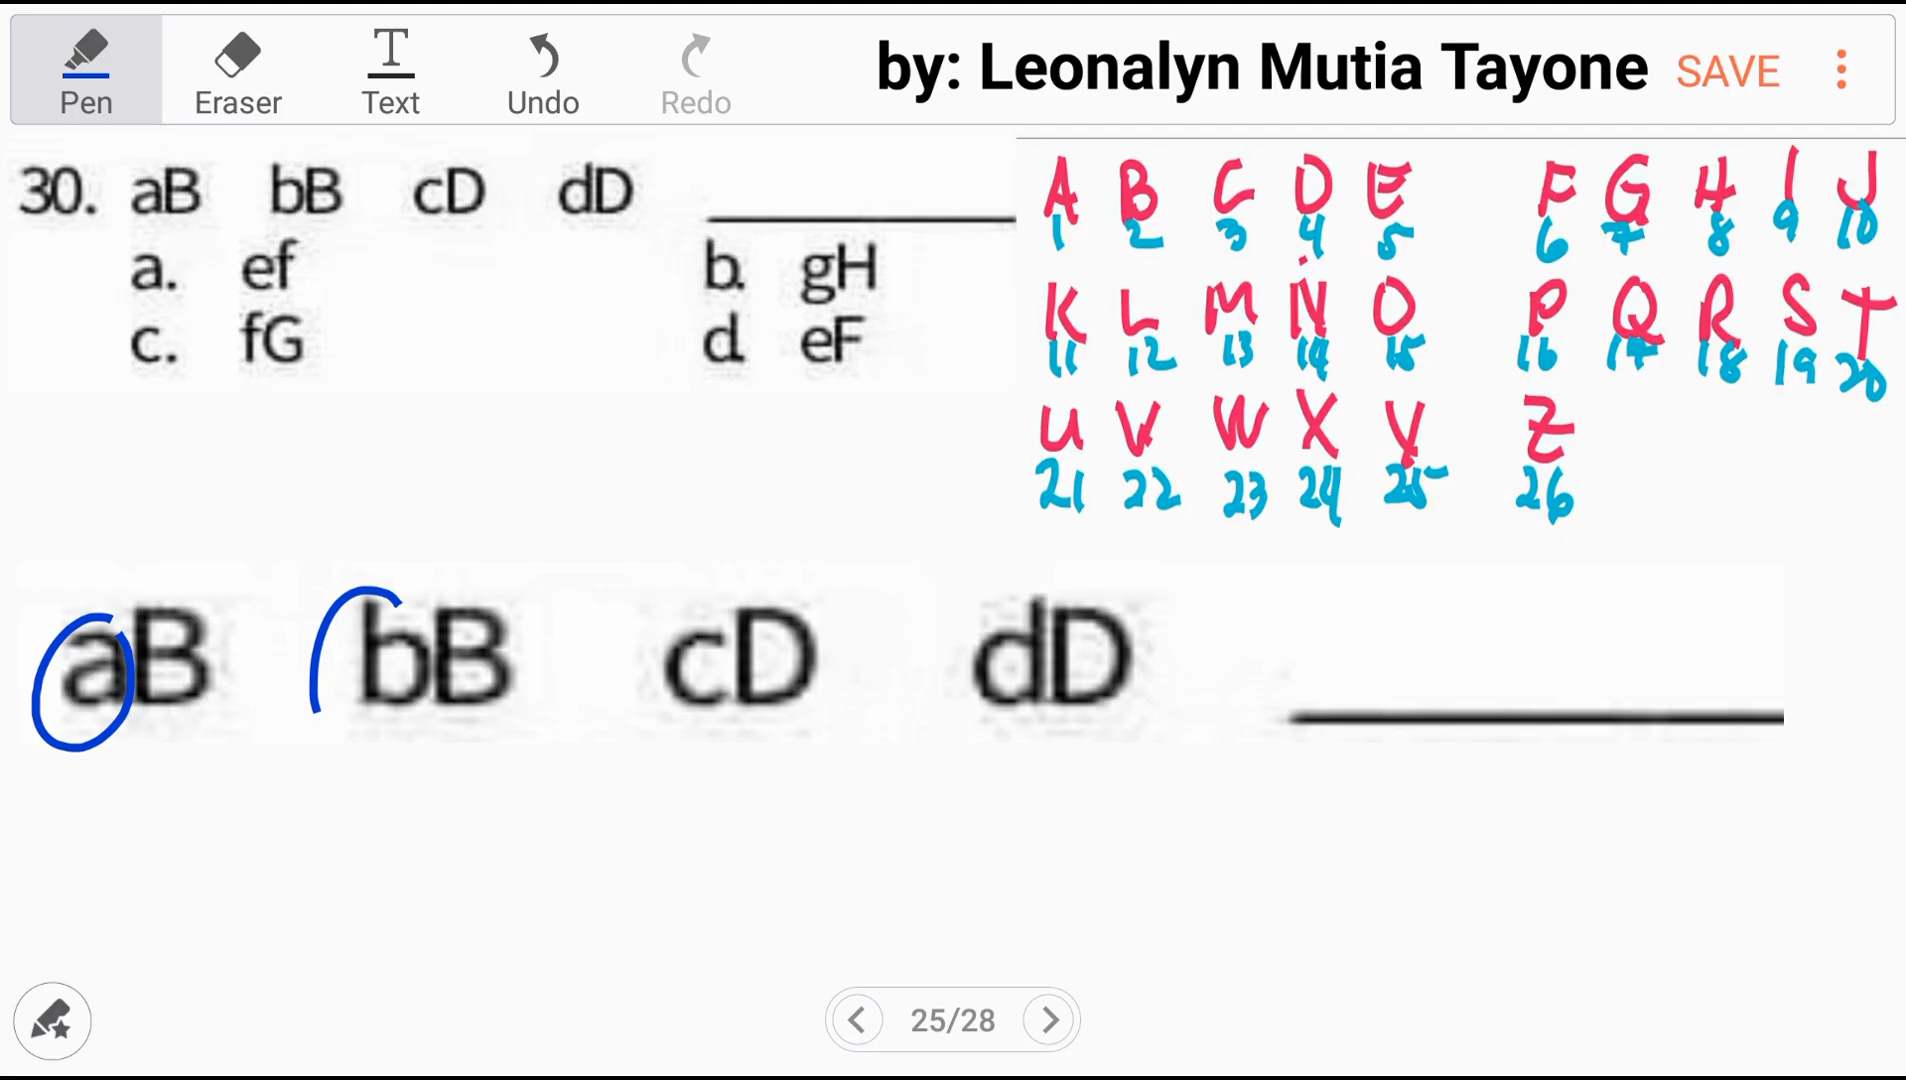 Pen Eraser Text Undo Redo by: Leonalyn Mutia Tayone SAVE
30. aB bB cD dD
a. ef b. gH
c. fG d. eF
A B C D E F G H I J
1 2 3 4 5 6 7 8 9 10
K L M N O P Q R S T
11 12 13 14 15 16 17 18 19 20
U V W X Y Z
21 22 23 24 25 26
aB bB cD dD
25/28